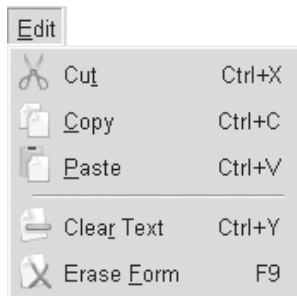 Edit
Cut Ctrl+X
Copy Ctrl+C
Paste Ctrl+V
Clear Text Ctrl+Y
Erase Form F9